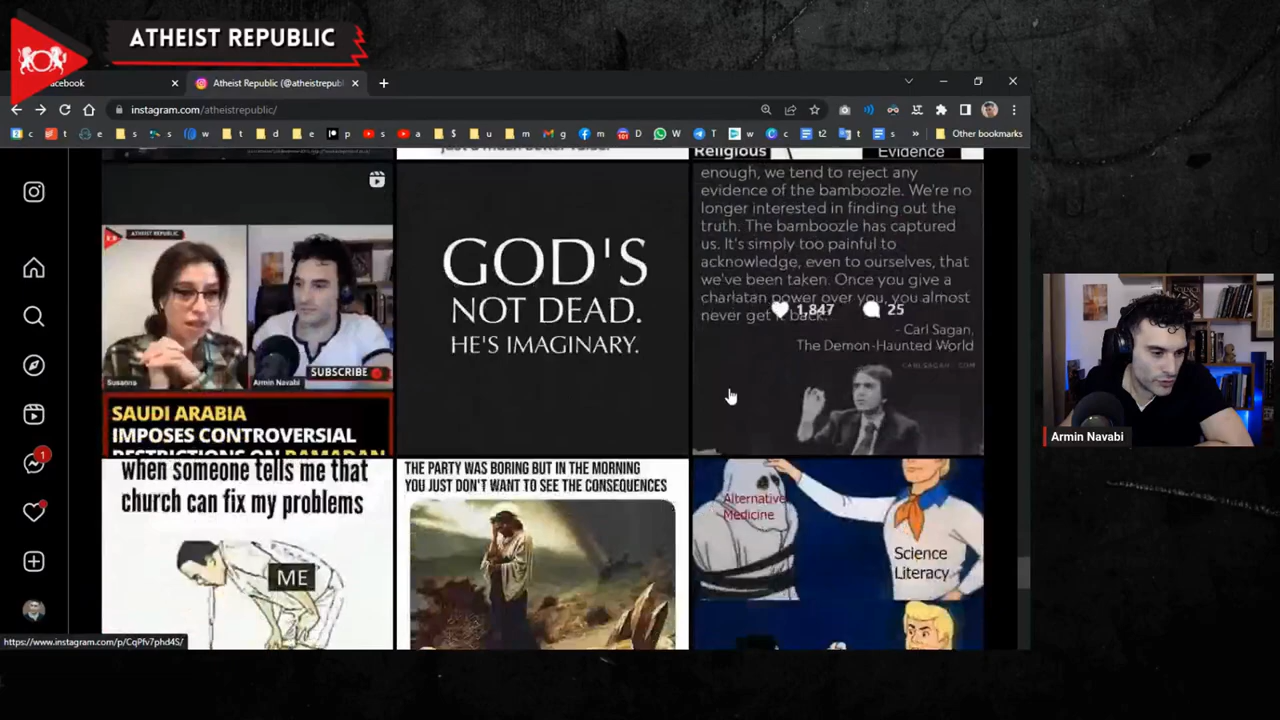 ATHEIST REPUBLIC
Atheist Republic (@atheistrepubl
instagram.com/atheistrepublic/
c t e s s w t d e p s a $ u m g m D W T w c t2 t s » Other bookmarks
Religious Evidence
ATHEIST REPUBLIC
Susanna
Armin Navabi
SUBSCRIBE
SAUDI ARABIA
IMPOSES CONTROVERSIAL
GOD'S
NOT DEAD.
HE'S IMAGINARY.
enough, we tend to reject any
evidence of the bamboozle. We're no
longer interested in finding out the
truth. The bamboozle has captured
us. It's simply too painful to
acknowledge, even to ourselves, that
we've been taken. Once you give a
charlatan power over you, you almost
never get it back.
1,847 25
- Carl Sagan,
The Demon-Haunted World
CARLSAGAN.COM
when someone tells me that
church can fix my problems
ME
THE PARTY WAS BORING BUT IN THE MORNING
YOU JUST DON'T WANT TO SEE THE CONSEQUENCES
Alternative
Medicine
Science
Literacy
1
https://www.instagram.com/p/CqPfv7phd4S/
Armin Navabi